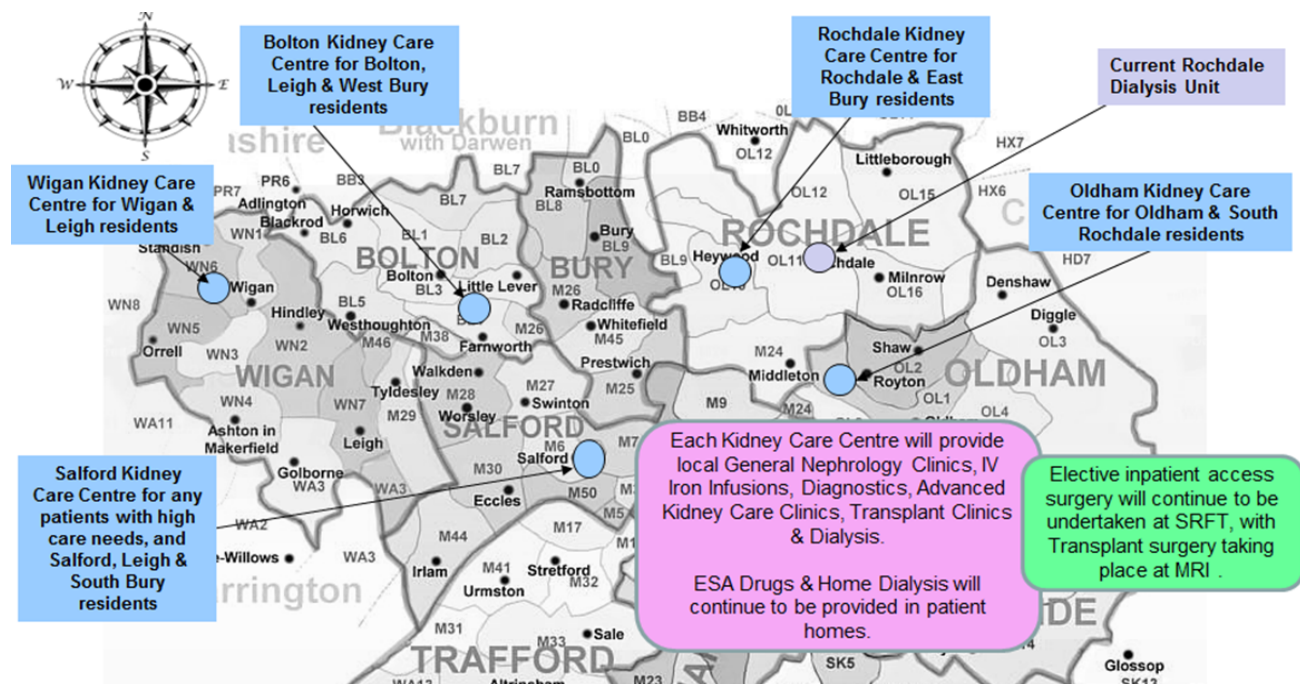 N
W
E
S
Bolton Kidney Care
Centre for Bolton,
Leigh & West Bury
residents
Rochdale Kidney
Care Centre for
Rochdale & East
Bury residents
Current Rochdale
Dialysis Unit
Wigan Kidney Care
Centre for Wigan &
Leigh residents
Oldham Kidney Care
Centre for Oldham & South
Rochdale residents
Salford Kidney
Care Centre for any
patients with high
care needs, and
Salford, Leigh &
South Bury
residents
Each Kidney Care Centre will provide
local General Nephrology Clinics, IV
Iron Infusions, Diagnostics, Advanced
Kidney Care Clinics, Transplant Clinics
& Dialysis.
ESA Drugs & Home Dialysis will
continue to be provided in patient
homes.
Elective inpatient access
surgery will continue to be
undertaken at SRFT, with
Transplant surgery taking
place at MRI .
Blackburn
with Darwen
BL0
BB4
Whitworth
OL12
HX7
Littleborough
PR7
PR6
BB3
BL7
BL7
BL0
Ramsbottom
BL8
OL12
OL15
HX6
Adlington
Blackrod
Horwich
BL6
BL1
BL2
Bury
BL9
ROCHDALE
Standish
WN1
WN6
BOLTON
Bolton
BL3
Little Lever
BURY
BL9
Heywood
OL11
Milnrow
OL16
HD7
Denshaw
WN8
Wigan
Hindley
BL5
Westhoughton
M26
Radcliffe
Whitefield
M45
Diggle
OL3
WN5
Orrell
WN3
WN2
M46
M38
Farnworth
M26
Prestwich
M25
M24
Middleton
Shaw
OL2
Royton
OLDHAM
WIGAN
Tyldesley
Walkden
M28
Worsley
M27
Swinton
M9
M24
OL1
OL4
WA11
WN4
Ashton in
Makefield
WN7
Leigh
M29
SALFORD
M6
Salford
M7
Golborne
WA3
WA3
M30
Eccles
M50
M5
WA2
WA3
M44
Irlam
M17
M41
Urmston
Stretford
M32
M31
M33
Sale
TRAFFORD
M23
SK5
Glossop
SK13